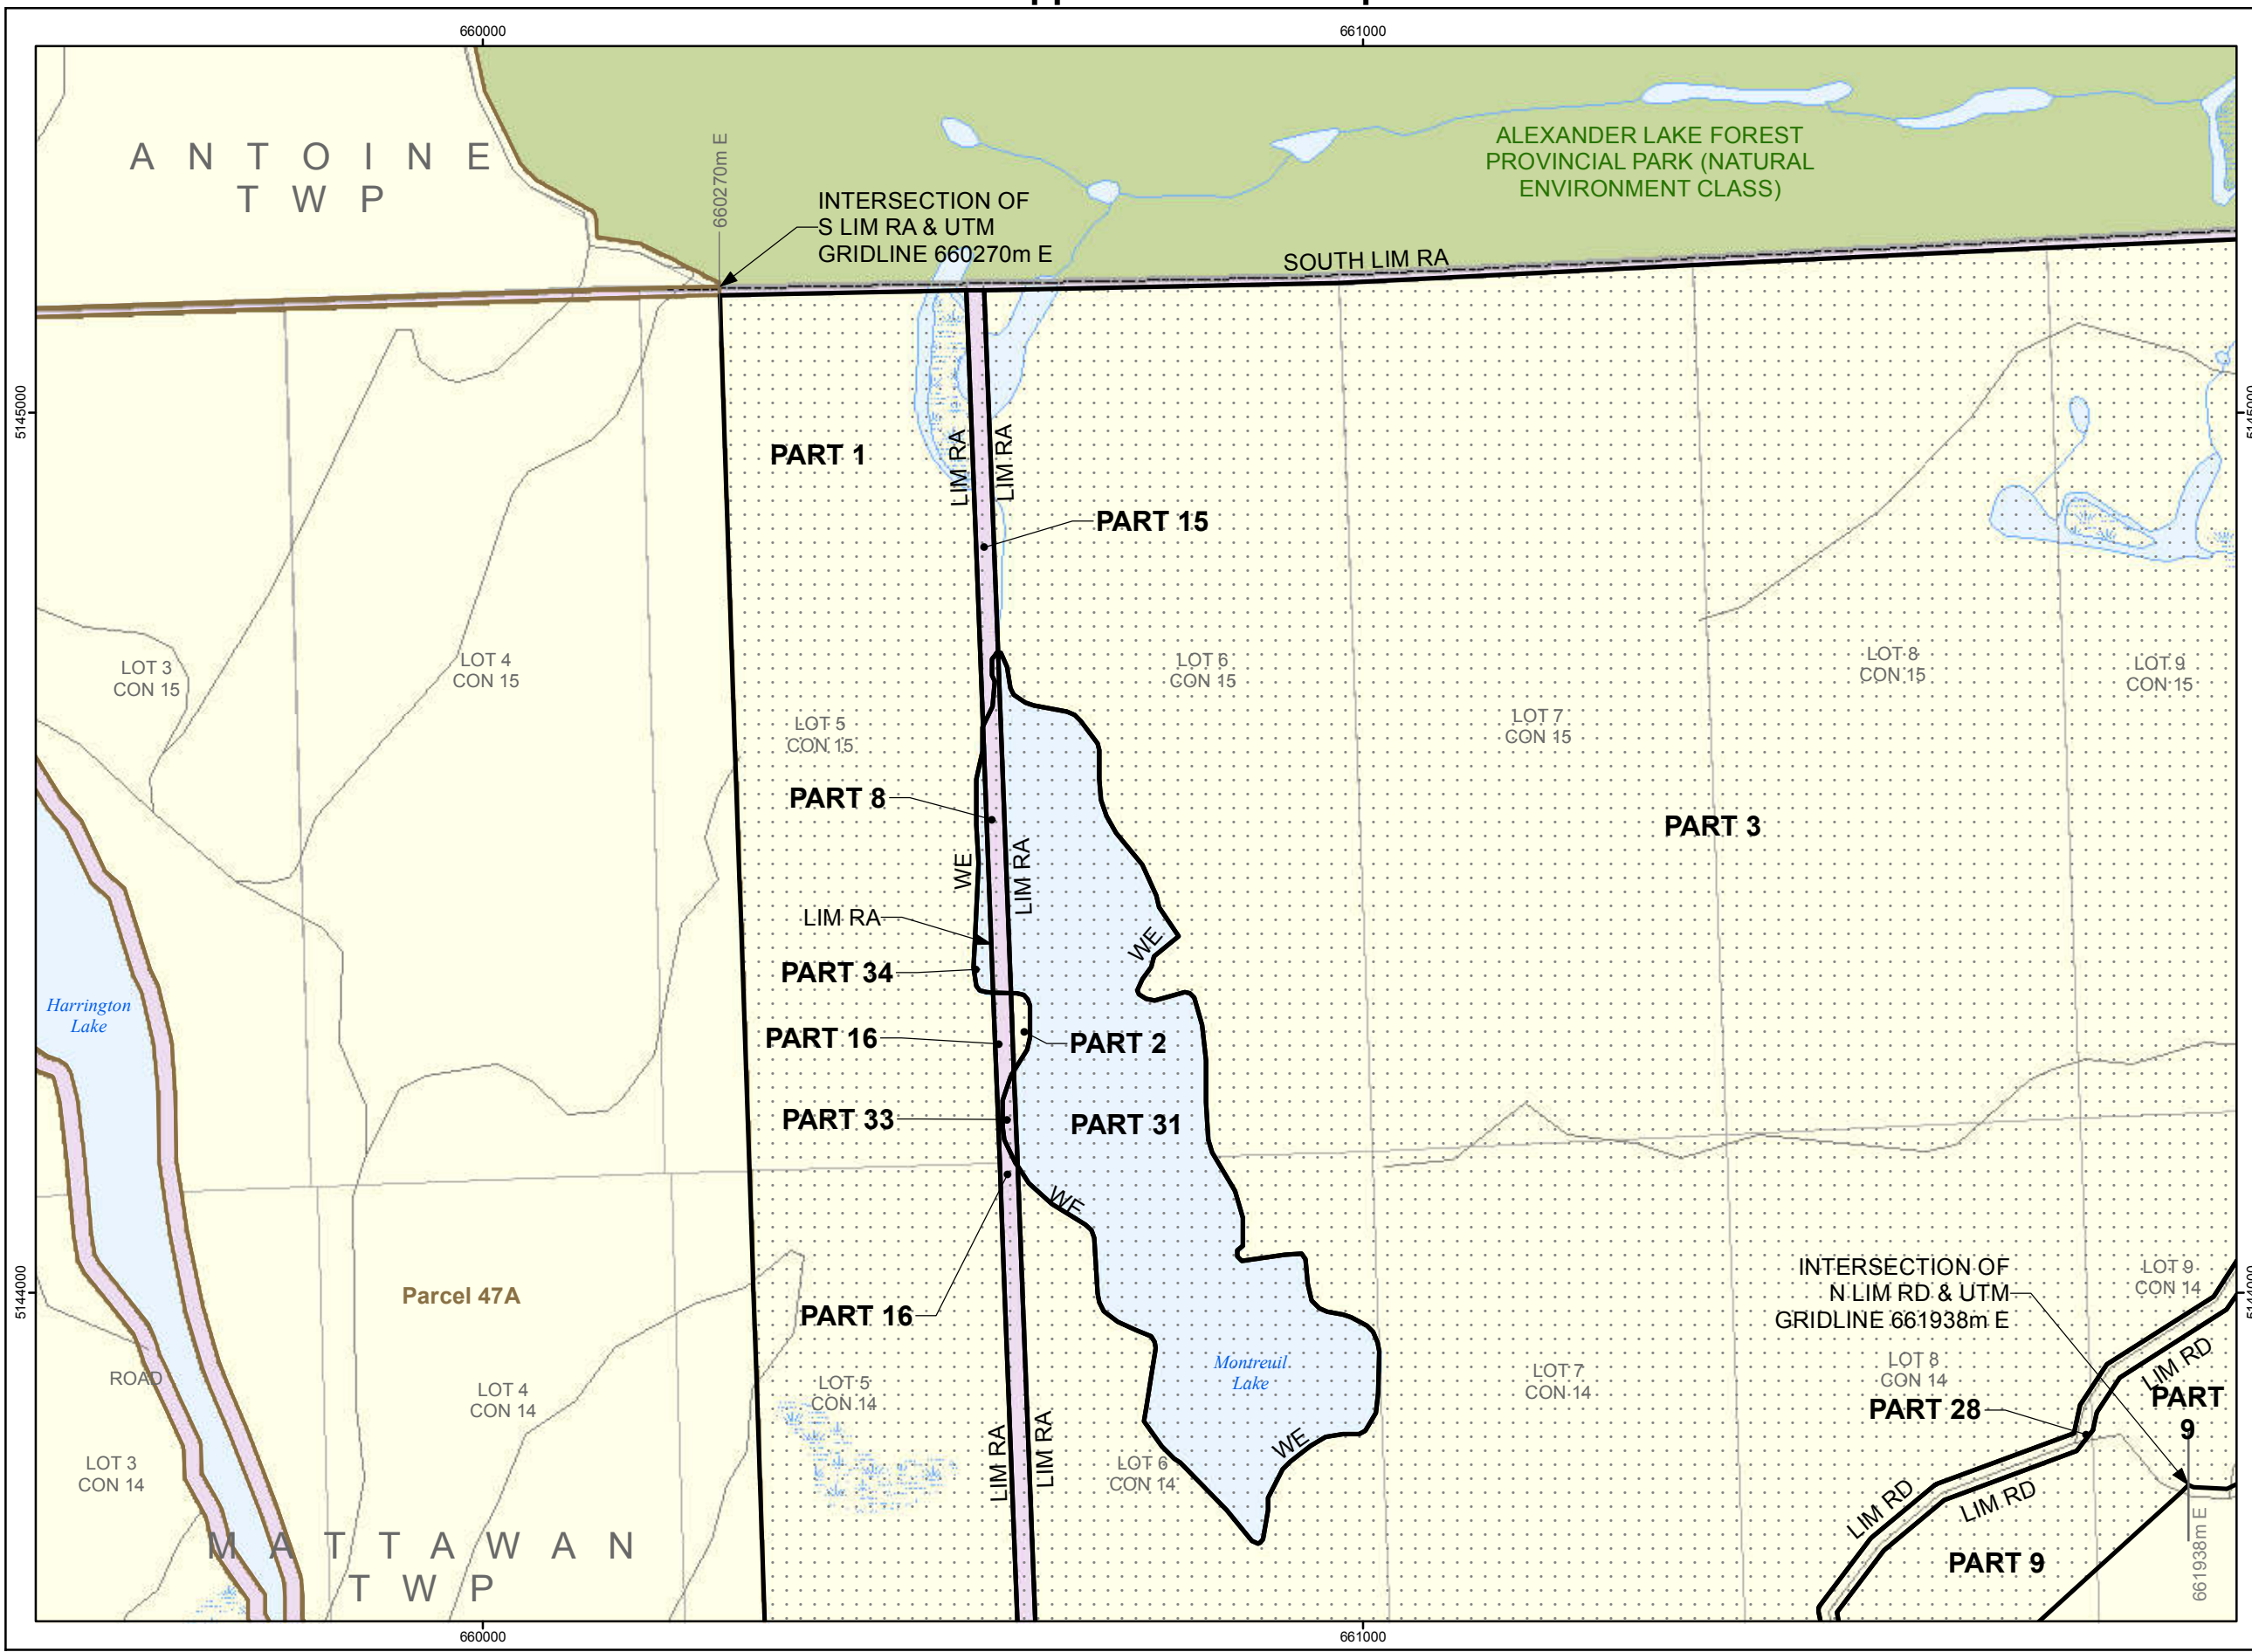 660000
661000
A N T O I N E
T W P
660270m E
INTERSECTION OF
S LIM RA & UTM
GRIDLINE 660270m E
ALEXANDER LAKE FOREST
PROVINCIAL PARK (NATURAL
ENVIRONMENT CLASS)
SOUTH LIM RA
5145000
PART 1
LIM RA
LIM RA
PART 15
LOT 3
CON 15
LOT 4
CON 15
LOT 5
CON 15
LOT 6
CON 15
LOT 7
CON 15
LOT 8
CON 15
LOT 9
CON 15
PART 8
PART 3
WE
LIM RA
LIM RA
WE
PART 34
Harrington
Lake
PART 16
PART 2
PART 33
PART 31
WE
5144000
Parcel 47A
PART 16
INTERSECTION OF
N LIM RD & UTM
GRIDLINE 661938m E
LOT 9
CON 14
ROAD
LOT 4
CON 14
LOT 5
CON 14
Montreuil
Lake
LOT 7
CON 14
LOT 8
CON 14
LIM RD
PART 28
PART
9
LOT 3
CON 14
LIM RA
LIM RA
LOT 6
CON 14
WE
LIM RD
LIM RD
M A T T A W A N
T W P
PART 9
661938m E
660000
661000